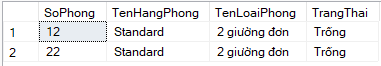 SoPhong TenHangPhong TenLoaiPhong TrangThai
1 12 Standard 2 giường đơn Trống
2 22 Standard 2 giường đơn Trống